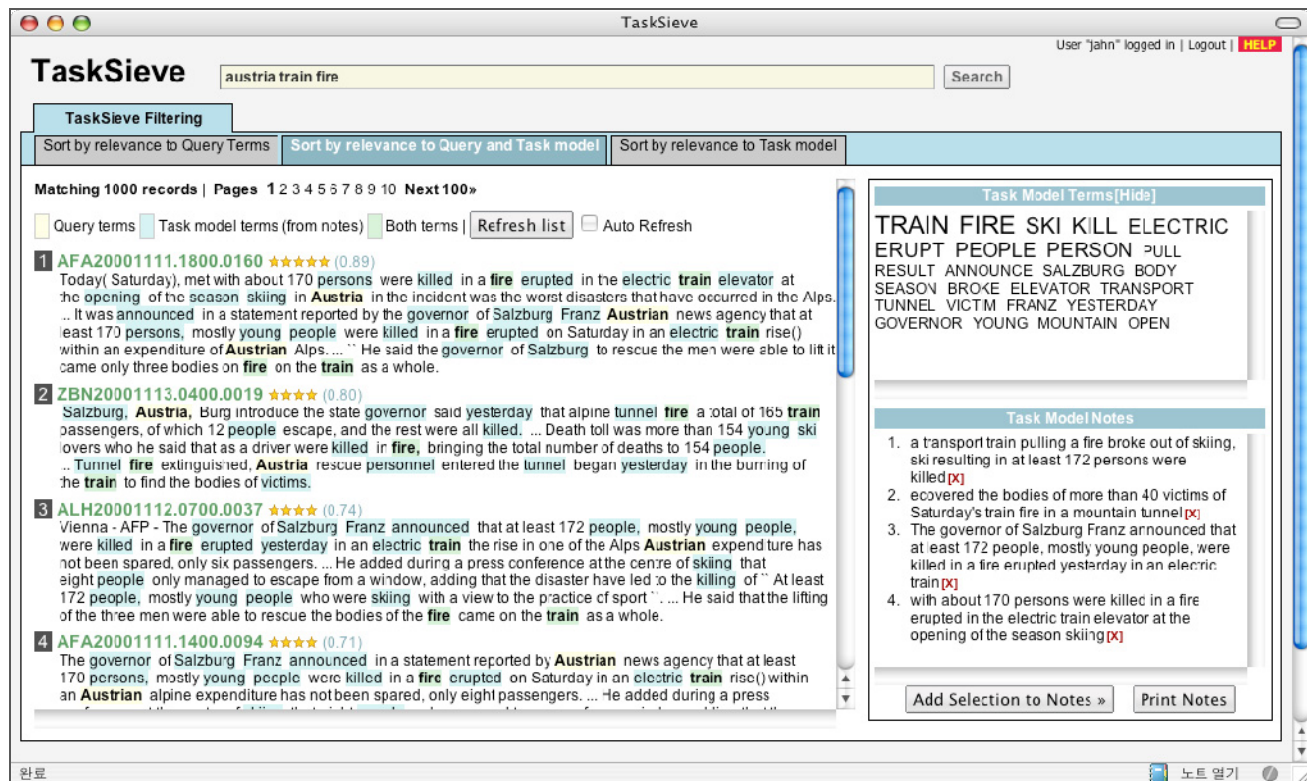 TaskSieve
User "jahn" logged in | Logout | HELP
TaskSieve
austria train fire
Search
TaskSieve Filtering
Sort by relevance to Query Terms
Sort by relevance to Query and Task model
Sort by relevance to Task model
Matching 1000 records | Pages 1 2 3 4 5 6 7 8 9 10 Next 100»
Query terms Task model terms (from notes) Both terms | Refresh list Auto Refresh
1 AFA20001111.1800.0160 ★★★★★ (0.89)
Today( Saturday), met with about 170 persons were killed in a fire erupted in the electric train elevator at
the opening of the season skiing in Austria in the incident was the worst disasters that have occurred in the Alps.
... It was announced in a statement reported by the governor of Salzburg Franz Austrian news agency that at
least 170 persons, mostly young people were killed in a fire erupted on Saturday in an electric train rise()
within an expenditure of Austrian Alps. ... `` He said the governor of Salzburg to rescue the men were able to lift it
came only three bodies on fire on the train as a whole.
2 ZBN20001113.0400.0019 ★★★★ (0.80)
Salzburg, Austria, Burg introduce the state governor said yesterday that alpine tunnel fire a total of 165 train
passengers, of which 12 people escape, and the rest were all killed. ... Death toll was more than 154 young ski
lovers who he said that as a driver were killed in fire, bringing the total number of deaths to 154 people.
... Tunnel fire extinguished, Austria rescue personnel entered the tunnel began yesterday in the burning of
the train to find the bodies of victims.
3 ALH20001112.0700.0037 ★★★★ (0.74)
Vienna - AFP - The governor of Salzburg Franz announced that at least 172 people, mostly young people,
were killed in a fire erupted yesterday in an electric train the rise in one of the Alps Austrian expenditure has
not been spared, only six passengers. ... He added during a press conference at the centre of skiing that
eight people only managed to escape from a window, adding that the disaster have led to the killing of `` At least
172 people, mostly young people who were skiing with a view to the practice of sport ``. ... He said that the lifting
of the three men were able to rescue the bodies of the fire came on the train as a whole.
4 AFA20001111.1400.0094 ★★★★ (0.71)
The governor of Salzburg Franz announced in a statement reported by Austrian news agency that at least
170 persons, mostly young people were killed in a fire erupted on Saturday in an electric train rise() within
an Austrian alpine expenditure has not been spared, only eight passengers. ... He added during a press
Task Model Terms[Hide]
TRAIN FIRE SKI KILL ELECTRIC
ERUPT PEOPLE PERSON PULL
RESULT ANNOUNCE SALZBURG BODY
SEASON BROKE ELEVATOR TRANSPORT
TUNNEL VICTIM FRANZ YESTERDAY
GOVERNOR YOUNG MOUNTAIN OPEN
Task Model Notes
1. a transport train pulling a fire broke out of skiing,
ski resulting in at least 172 persons were
killed[X]
2. ecovered the bodies of more than 40 victims of
Saturday's train fire in a mountain tunnel[X]
3. The governor of Salzburg Franz announced that
at least 172 people, mostly young people, were
killed in a fire erupted yesterday in an electric
train[X]
4. with about 170 persons were killed in a fire
erupted in the electric train elevator at the
opening of the season skiing[X]
Add Selection to Notes »
Print Notes
완료
노트 열기